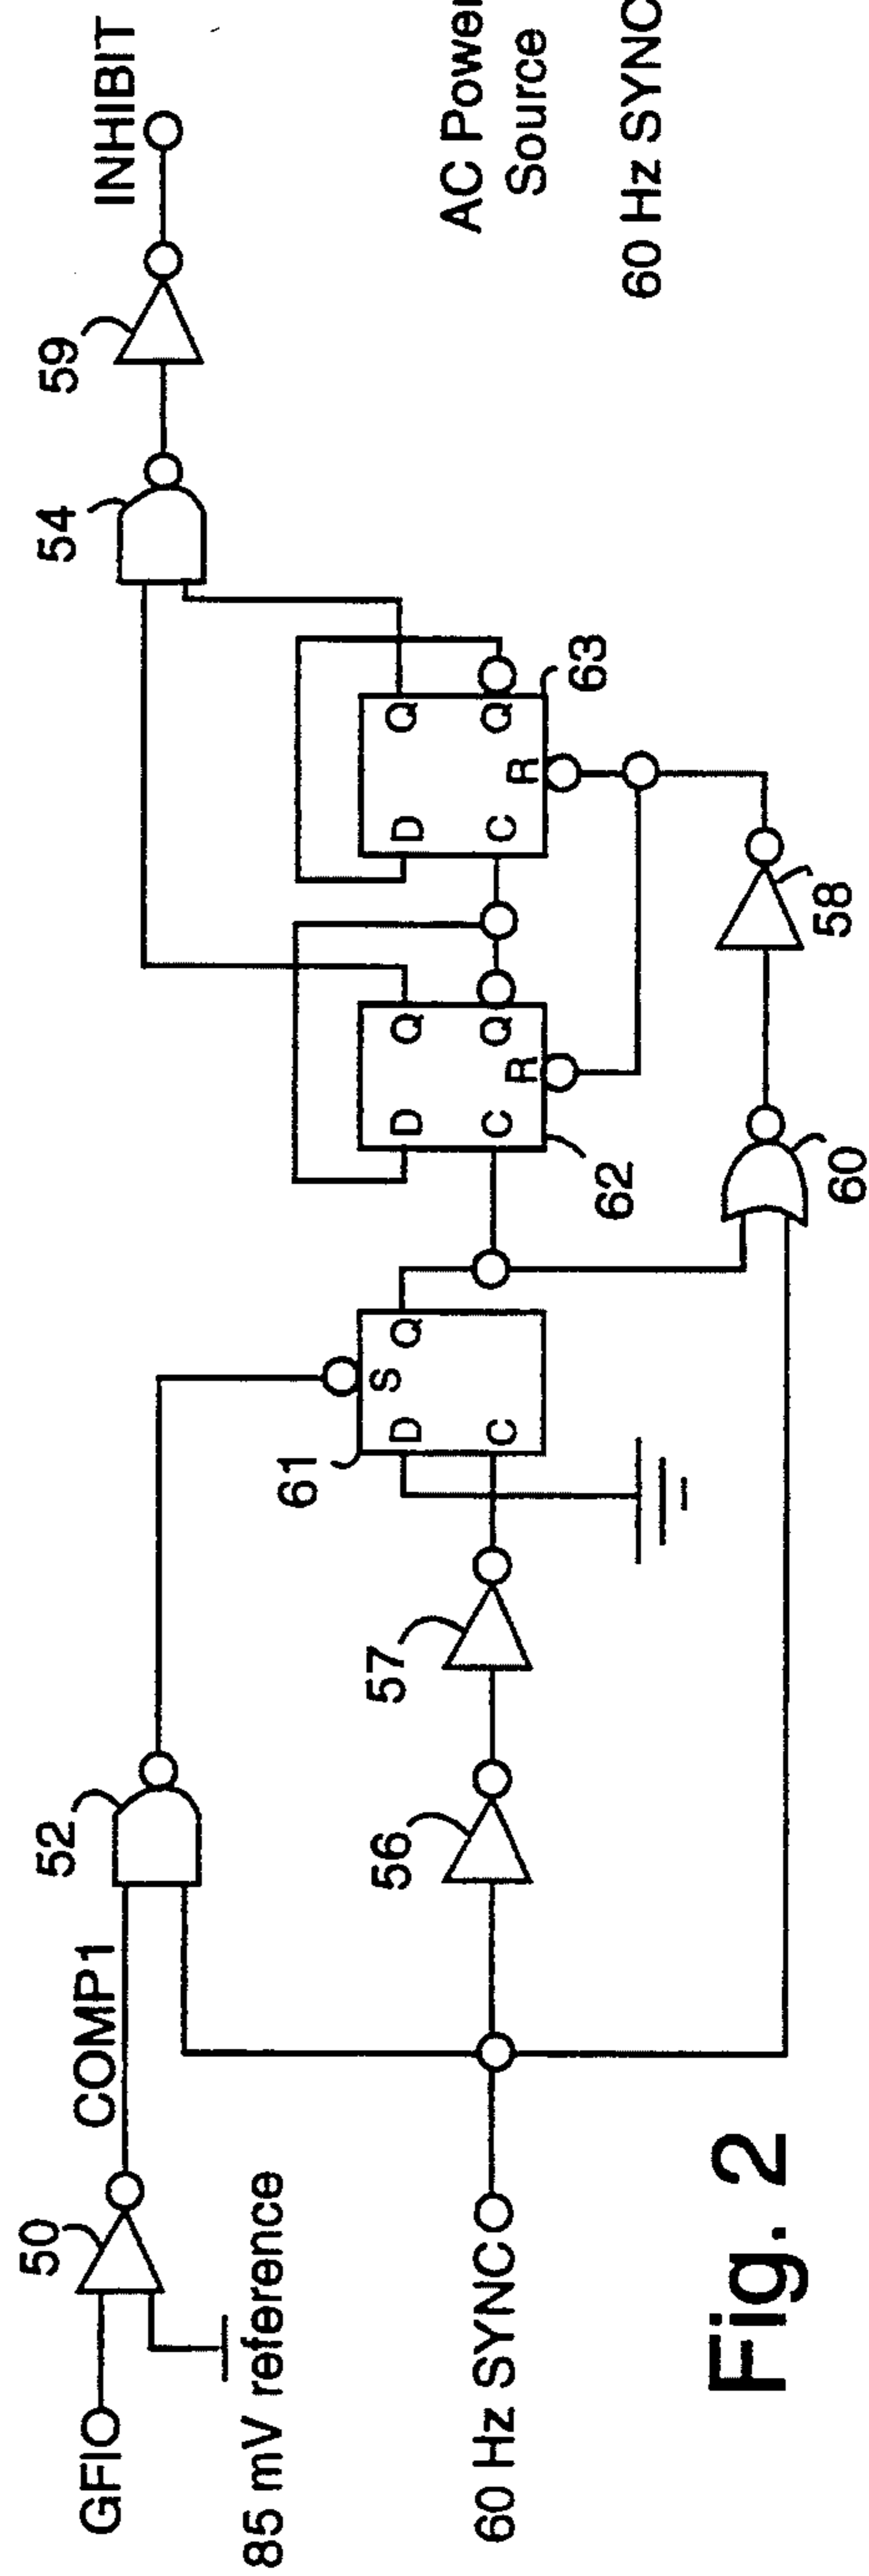 GFI
50
COMP1
52
85 mV reference
60 Hz SYNC
56
57
61
D
S
Q
C
62
D
Q
C
R
Q
63
D
Q
C
R
Q
54
59
INHIBIT
60
58
Fig. 2
AC Power
Source
60 Hz SYNC